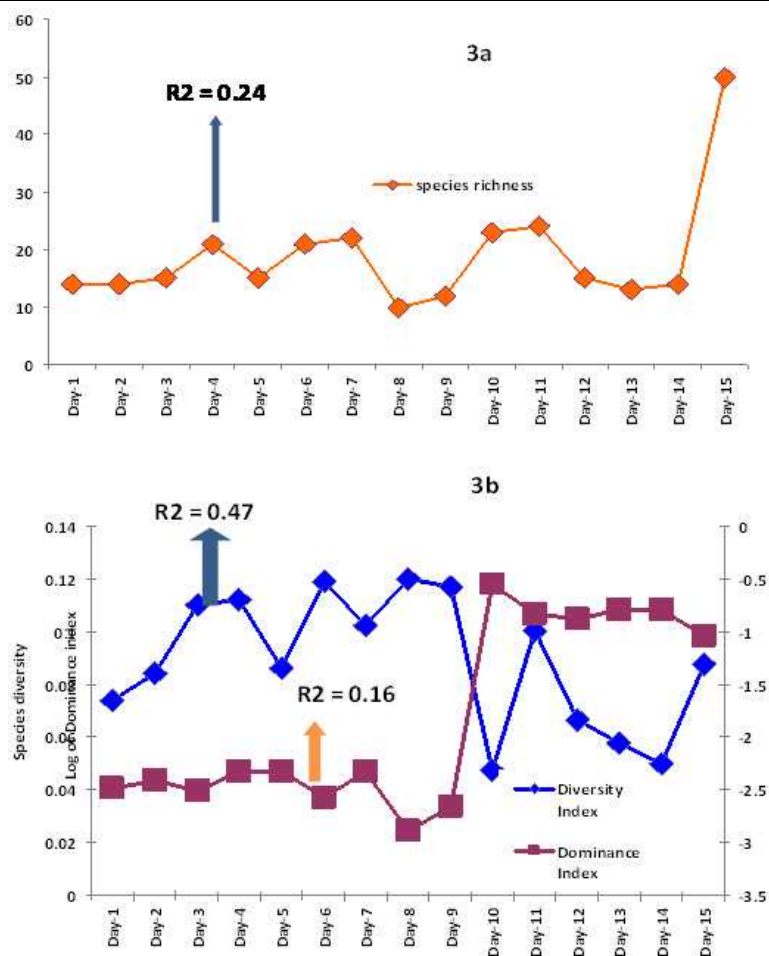 60
3a
50
R2 = 0.24
40
30
species richness
20
10
0
Day-1 Day-2 Day-3 Day-4 Day-5 Day-6 Day-7 Day-8 Day-9 Day-10 Day-11 Day-12 Day-13 Day-14 Day-15
3b
R2 = 0.47
0.14 0
0.12 -0.5
0.1 -1
0.08 -1.5
R2 = 0.16
0.06 -2
0.04 -2.5
0.02 -3
0 -3.5
Species diversity
Log of Dominance index
Diversity
Index
Dominance
Index
Day-1 Day-2 Day-3 Day-4 Day-5 Day-6 Day-7 Day-8 Day-9 Day-10 Day-11 Day-12 Day-13 Day-14 Day-15